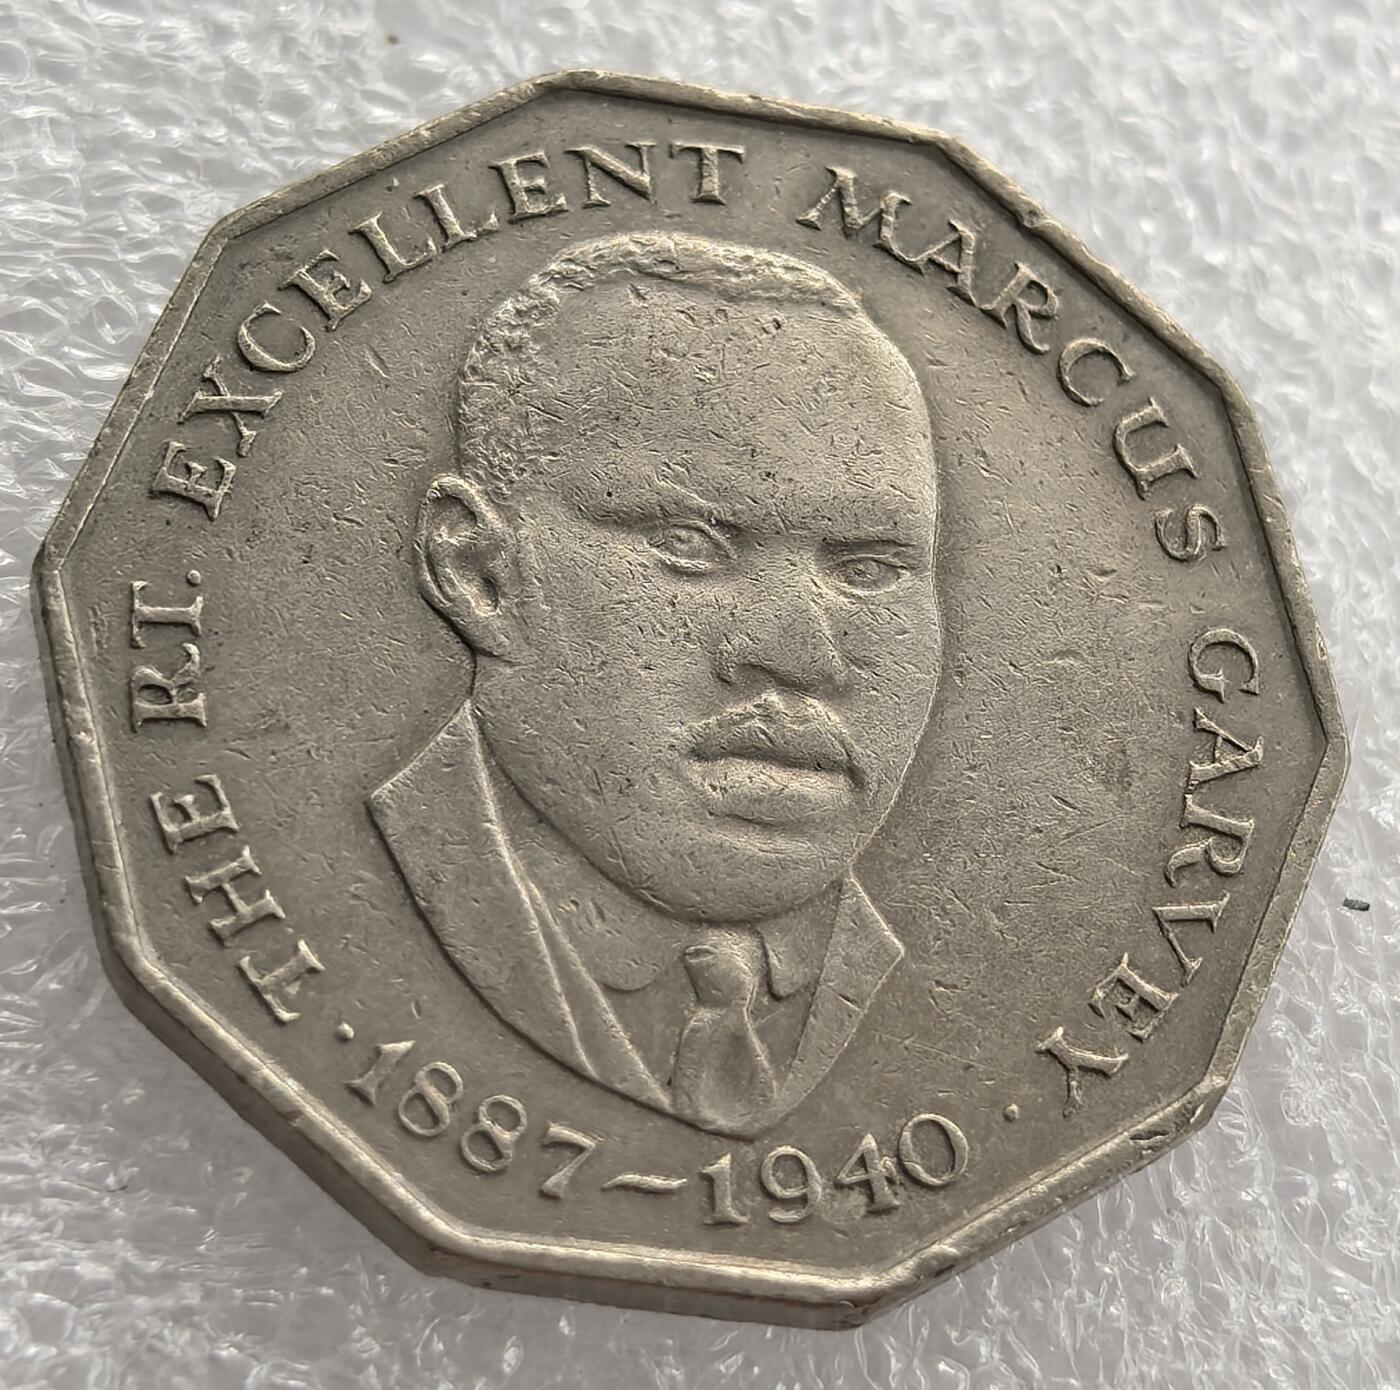 THE RT. EXCELLENT MARCUS GARVEY
· 1887–1940 ·